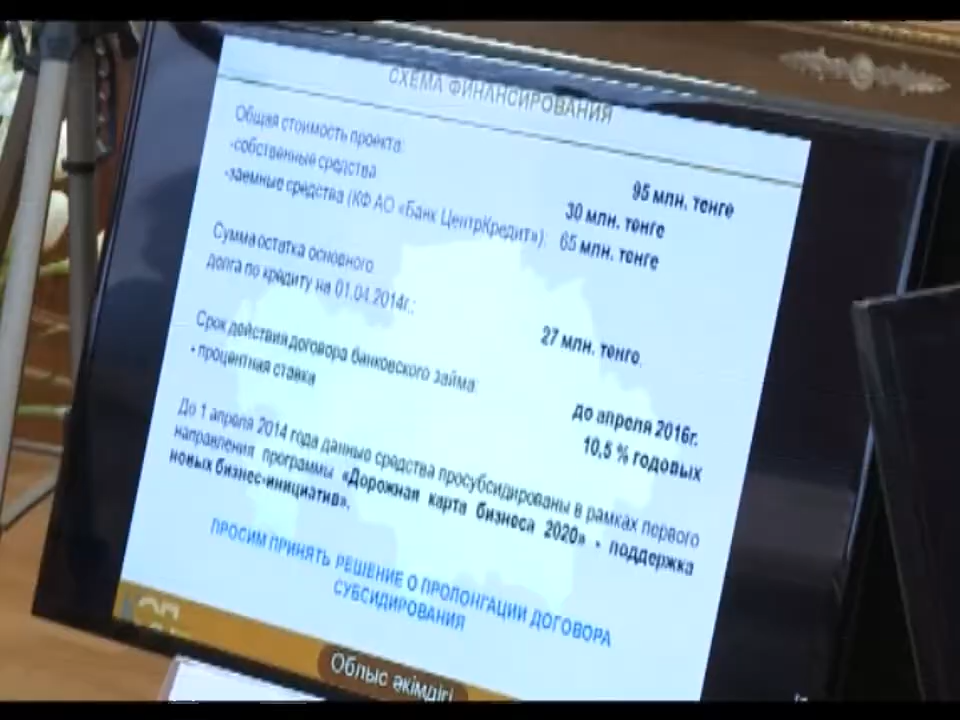 СХЕМА ФИНАНСИРОВАНИЯ
Общая стоимость проекта: 95 млн. тенге
-собственные средства 30 млн. тенге
-заемные средства (КФ АО «Банк ЦентрКредит»): 65 млн. тенге
Сумма остатка основного
долга по кредиту на 01.04.2014г.: 27 млн. тенге.
Срок действия договора банковского займа: до апреля 2016г.
- процентная ставка 10,5 % годовых
До 1 апреля 2014 года данные средства просубсидированы в рамках первого
направления программы «Дорожная карта бизнеса 2020» - поддержка
новых бизнес-инициатив».
ПРОСИМ ПРИНЯТЬ РЕШЕНИЕ О ПРОЛОНГАЦИИ ДОГОВОРА
СУБСИДИРОВАНИЯ
Облыс әкімдігі